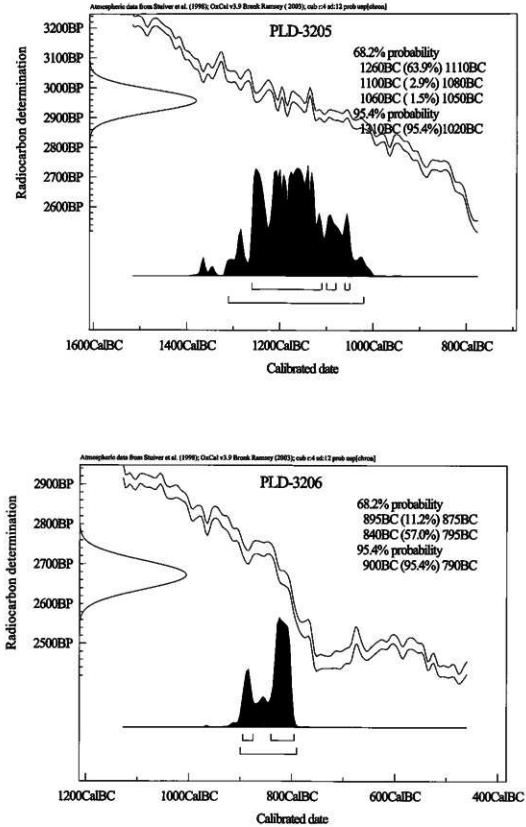 Atmospheric data from Stuiver et al. (1998); OxCal v3.9 Bronk Ramsey (2003); cub r:4 sd:12 prob usp[chron]
PLD-3205
68.2% probability
1260BC (63.9%) 1110BC
1100BC ( 2.9%) 1080BC
1060BC ( 1.5%) 1050BC
95.4% probability
1310BC (95.4%) 1020BC
Radiocarbon determination
3200BP
3100BP
3000BP
2900BP
2800BP
2700BP
2600BP
1600CalBC 1400CalBC 1200CalBC 1000CalBC 800CalBC
Calibrated date
Atmospheric data from Stuiver et al. (1998); OxCal v3.9 Bronk Ramsey (2003); cub r:4 sd:12 prob usp[chron]
PLD-3206
68.2% probability
895BC (11.2%) 875BC
840BC (57.0%) 795BC
95.4% probability
900BC (95.4%) 790BC
Radiocarbon determination
2900BP
2800BP
2700BP
2600BP
2500BP
1200CalBC 1000CalBC 800CalBC 600CalBC 400CalBC
Calibrated date